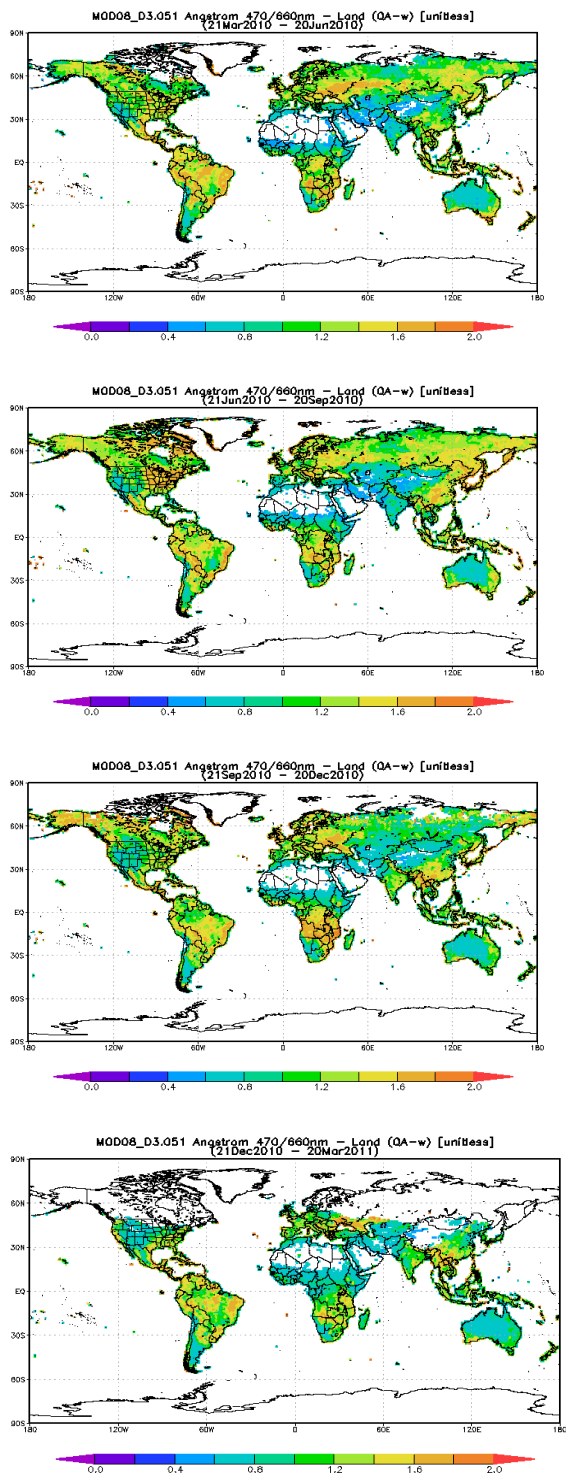 MOD08_D3.051 Angstrom 470/660nm — Land (QA-w) [unitless]
(21Mar2010 — 20Jun2010)
90N
60N
30N
EQ
30S
60S
90S
180 120W 60W 0 60E 120E 180
0.0 0.4 0.8 1.2 1.6 2.0
MOD08_D3.051 Angstrom 470/660nm — Land (QA-w) [unitless]
(21Jun2010 — 20Sep2010)
90N
60N
30N
EQ
30S
60S
90S
180 120W 60W 0 60E 120E 180
0.0 0.4 0.8 1.2 1.6 2.0
MOD08_D3.051 Angstrom 470/660nm — Land (QA-w) [unitless]
(21Sep2010 — 20Dec2010)
90N
60N
30N
EQ
30S
60S
90S
180 120W 60W 0 60E 120E 180
0.0 0.4 0.8 1.2 1.6 2.0
MOD08_D3.051 Angstrom 470/660nm — Land (QA-w) [unitless]
(21Dec2010 — 20Mar2011)
90N
60N
30N
EQ
30S
60S
90S
180 120W 60W 0 60E 120E 180
0.0 0.4 0.8 1.2 1.6 2.0